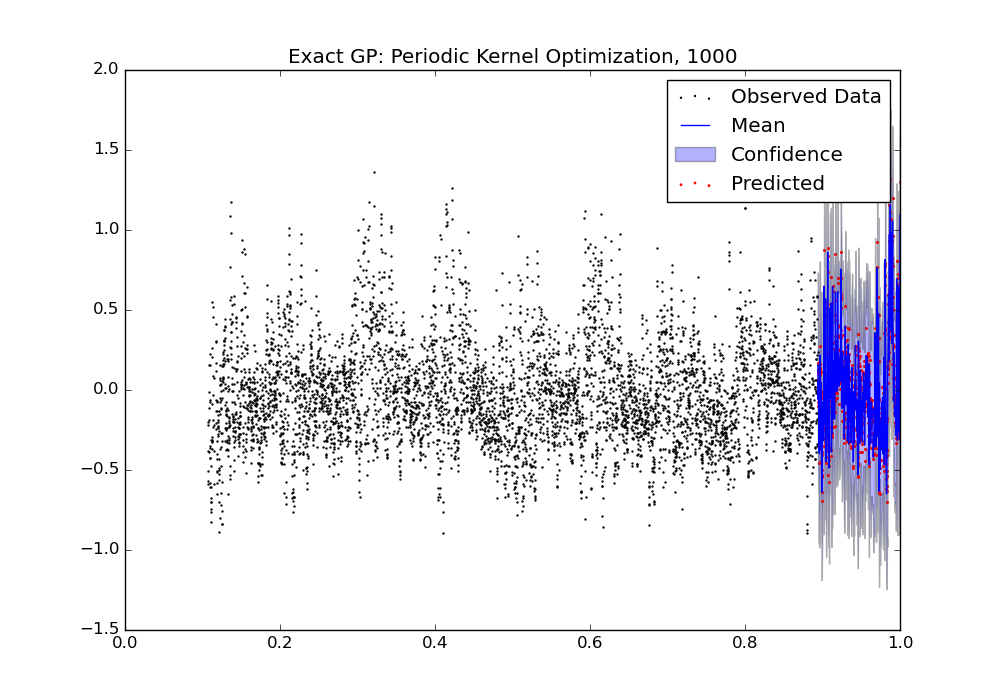 Exact GP: Periodic Kernel Optimization, 1000
2.0
1.5
1.0
0.5
0.0
−0.5
−1.0
−1.5
0.0
0.2
0.4
0.6
0.8
1.0
Observed Data
Mean
Confidence
Predicted